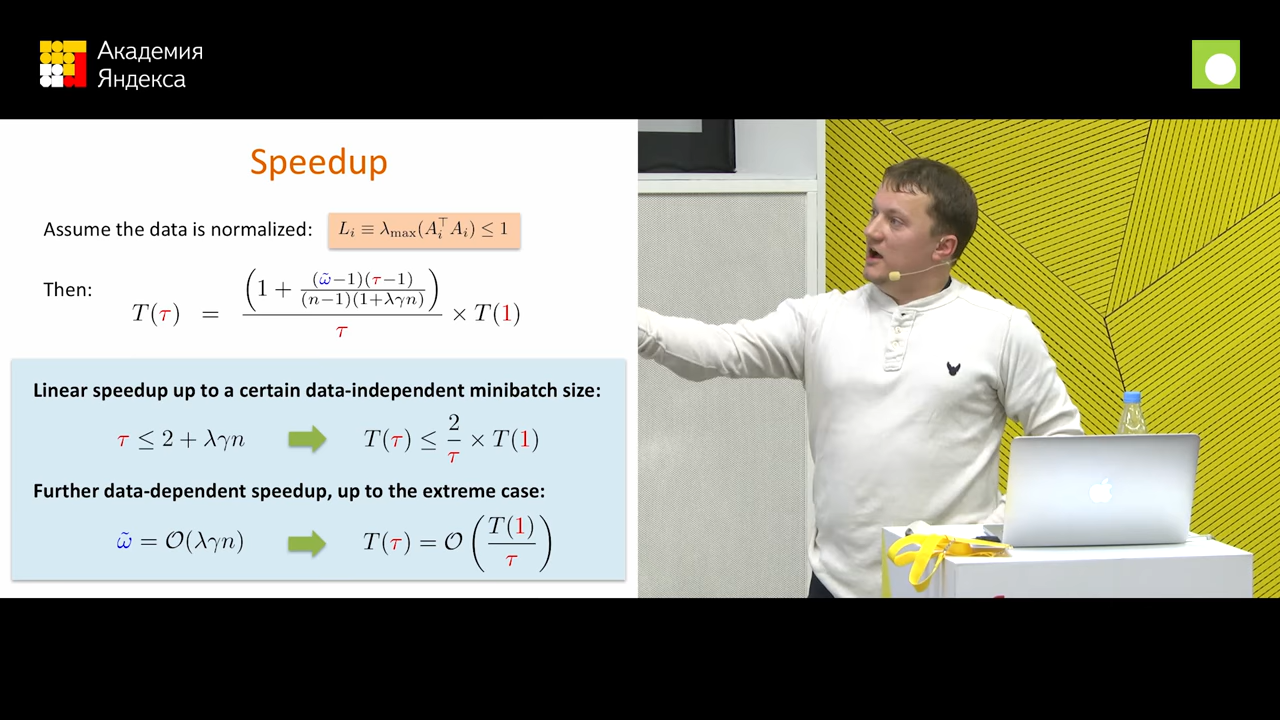 Академия
Яндекса
Speedup
Assume the data is normalized: L_i ≡ λ_max(A_i^⊤ A_i) ≤ 1
Then: T(τ) = (1 + (ω̃−1)(τ−1) / (n−1)(1+λγn)) / τ × T(1)
Linear speedup up to a certain data-independent minibatch size:
τ ≤ 2 + λγn T(τ) ≤ 2/τ × T(1)
Further data-dependent speedup, up to the extreme case:
ω̃ = O(λγn) T(τ) = O(T(1)/τ)